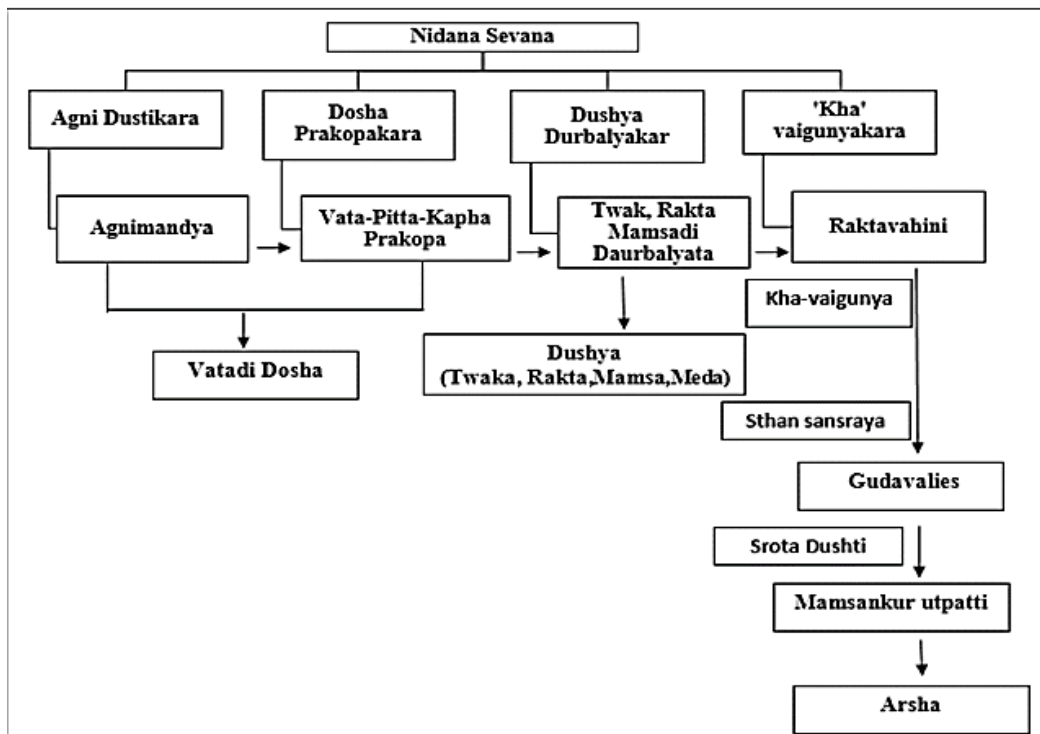 Nidana Sevana
Agni Dustikara
Dosha
Prakopakara
Dushya
Durbalyakar
'Kha'
vaigunyakara
Agnimandya
Vata-Pitta-Kapha
Prakopa
Twak, Rakta
Mamsadi
Daurbalyata
Raktavahini
Kha-vaigunya
Vatadi Dosha
Dushya
(Twaka, Rakta,Mamsa,Meda)
Sthan sansraya
Gudavalies
Srota Dushti
Mamsankur utpatti
Arsha